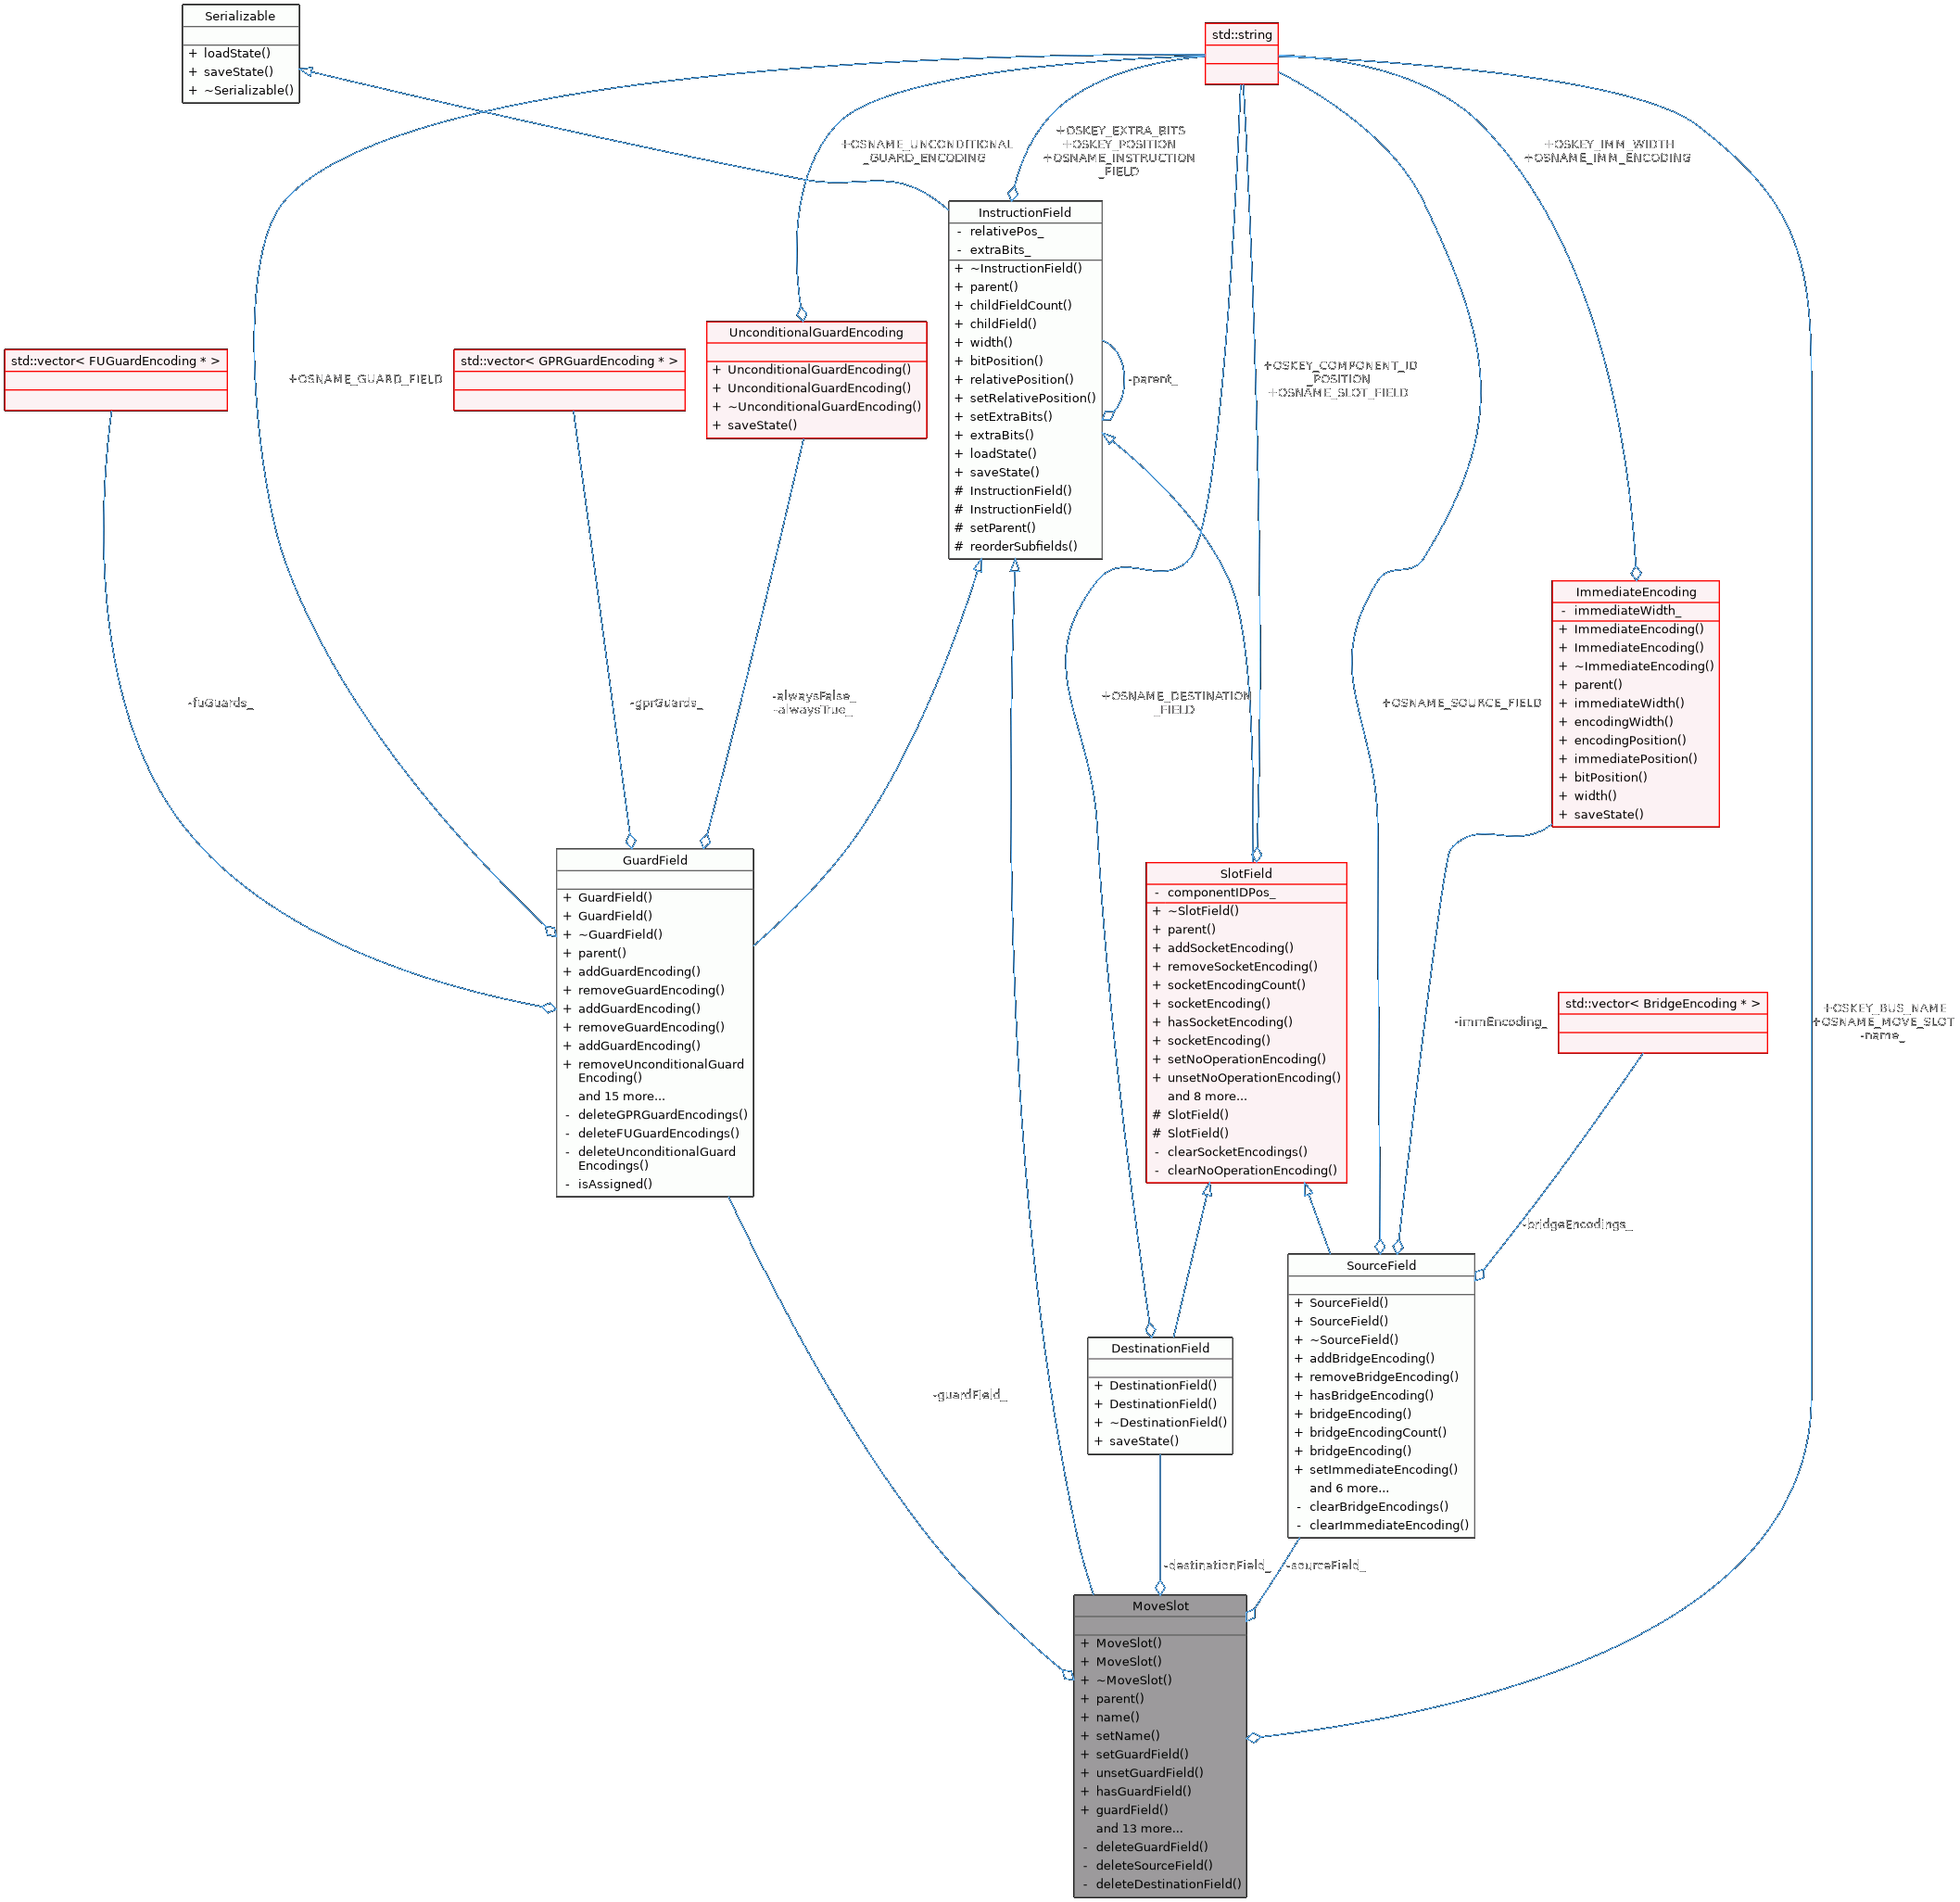 Serializable
+ loadState()
+ saveState()
+ ~Serializable()
std::string
+OSNAME_UNCONDITIONAL
_GUARD_ENCODING
+OSKEY_EXTRA_BITS
+OSKEY_POSITION
+OSNAME_INSTRUCTION
_FIELD
+OSKEY_IMM_WIDTH
+OSNAME_IMM_ENCODING
InstructionField
- relativePos_
- extraBits_
+ ~InstructionField()
+ parent()
+ childFieldCount()
+ childField()
+ width()
+ bitPosition()
+ relativePosition()
+ setRelativePosition()
+ setExtraBits()
+ extraBits()
+ loadState()
+ saveState()
# InstructionField()
# InstructionField()
# setParent()
# reorderSubfields()
-parent_
UnconditionalGuardEncoding
+ UnconditionalGuardEncoding()
+ UnconditionalGuardEncoding()
+ ~UnconditionalGuardEncoding()
+ saveState()
std::vector< FUGuardEncoding * >
+OSNAME_GUARD_FIELD
std::vector< GPRGuardEncoding * >
+OSKEY_COMPONENT_ID
_POSITION
+OSNAME_SLOT_FIELD
ImmediateEncoding
- immediateWidth_
+ ImmediateEncoding()
+ ImmediateEncoding()
+ ~ImmediateEncoding()
+ parent()
+ immediateWidth()
+ encodingWidth()
+ encodingPosition()
+ immediatePosition()
+ bitPosition()
+ width()
+ saveState()
-fuGuards_
-gprGuards_
-alwaysFalse_
-alwaysTrue_
+OSNAME_DESTINATION
_FIELD
+OSNAME_SOURCE_FIELD
GuardField
+ GuardField()
+ GuardField()
+ ~GuardField()
+ parent()
+ addGuardEncoding()
+ removeGuardEncoding()
+ addGuardEncoding()
+ removeGuardEncoding()
+ addGuardEncoding()
+ removeUnconditionalGuard
Encoding()
and 15 more...
- deleteGPRGuardEncodings()
- deleteFUGuardEncodings()
- deleteUnconditionalGuard
Encodings()
- isAssigned()
SlotField
- componentIDPos_
+ ~SlotField()
+ parent()
+ addSocketEncoding()
+ removeSocketEncoding()
+ socketEncodingCount()
+ socketEncoding()
+ hasSocketEncoding()
+ socketEncoding()
+ setNoOperationEncoding()
+ unsetNoOperationEncoding()
and 8 more...
# SlotField()
# SlotField()
- clearSocketEncodings()
- clearNoOperationEncoding()
-immEncoding_
std::vector< BridgeEncoding * >
+OSKEY_BUS_NAME
+OSNAME_MOVE_SLOT
-name_
-bridgeEncodings_
SourceField
+ SourceField()
+ SourceField()
+ ~SourceField()
+ addBridgeEncoding()
+ removeBridgeEncoding()
+ hasBridgeEncoding()
+ bridgeEncoding()
+ bridgeEncodingCount()
+ bridgeEncoding()
+ setImmediateEncoding()
and 6 more...
- clearBridgeEncodings()
- clearImmediateEncoding()
DestinationField
+ DestinationField()
+ DestinationField()
+ ~DestinationField()
+ saveState()
-guardField_
-destinationField_
-sourceField_
MoveSlot
+ MoveSlot()
+ MoveSlot()
+ ~MoveSlot()
+ parent()
+ name()
+ setName()
+ setGuardField()
+ unsetGuardField()
+ hasGuardField()
+ guardField()
and 13 more...
- deleteGuardField()
- deleteSourceField()
- deleteDestinationField()